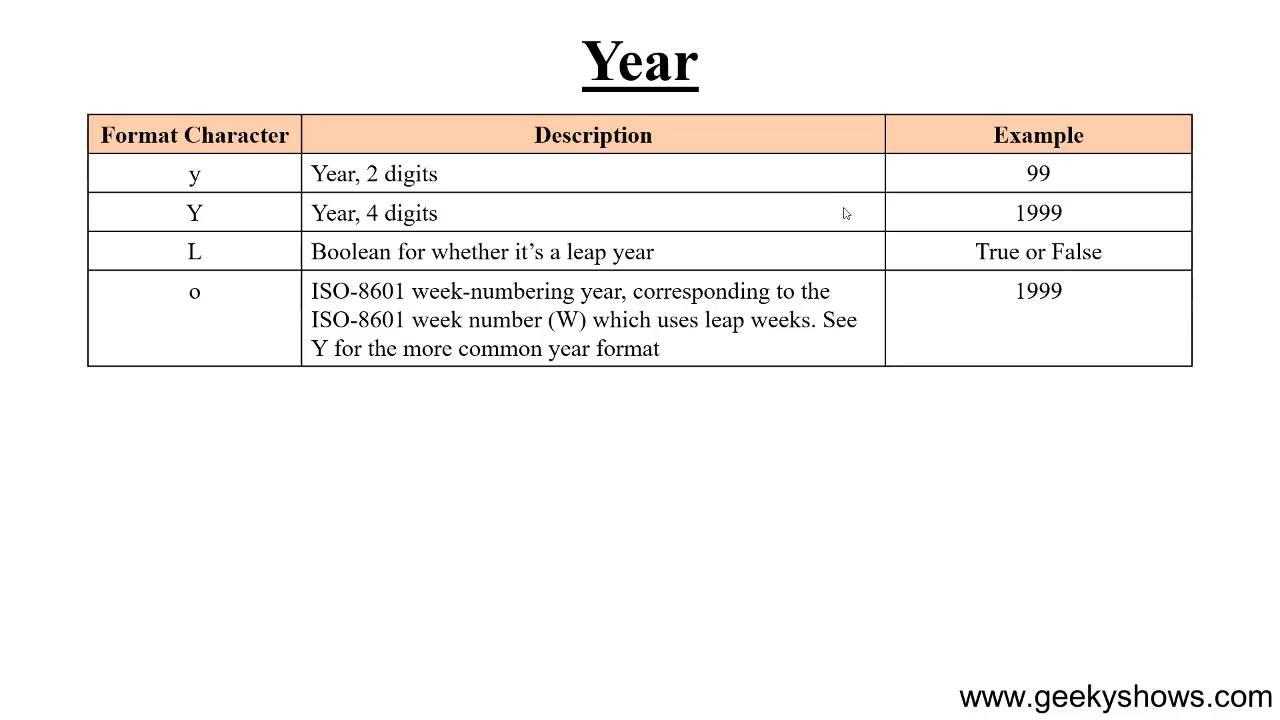 Year
Format Character Description Example
y Year, 2 digits 99
Y Year, 4 digits 1999
L Boolean for whether it’s a leap year True or False
o ISO-8601 week-numbering year, corresponding to the 1999
ISO-8601 week number (W) which uses leap weeks. See
Y for the more common year format
www.geekyshows.com